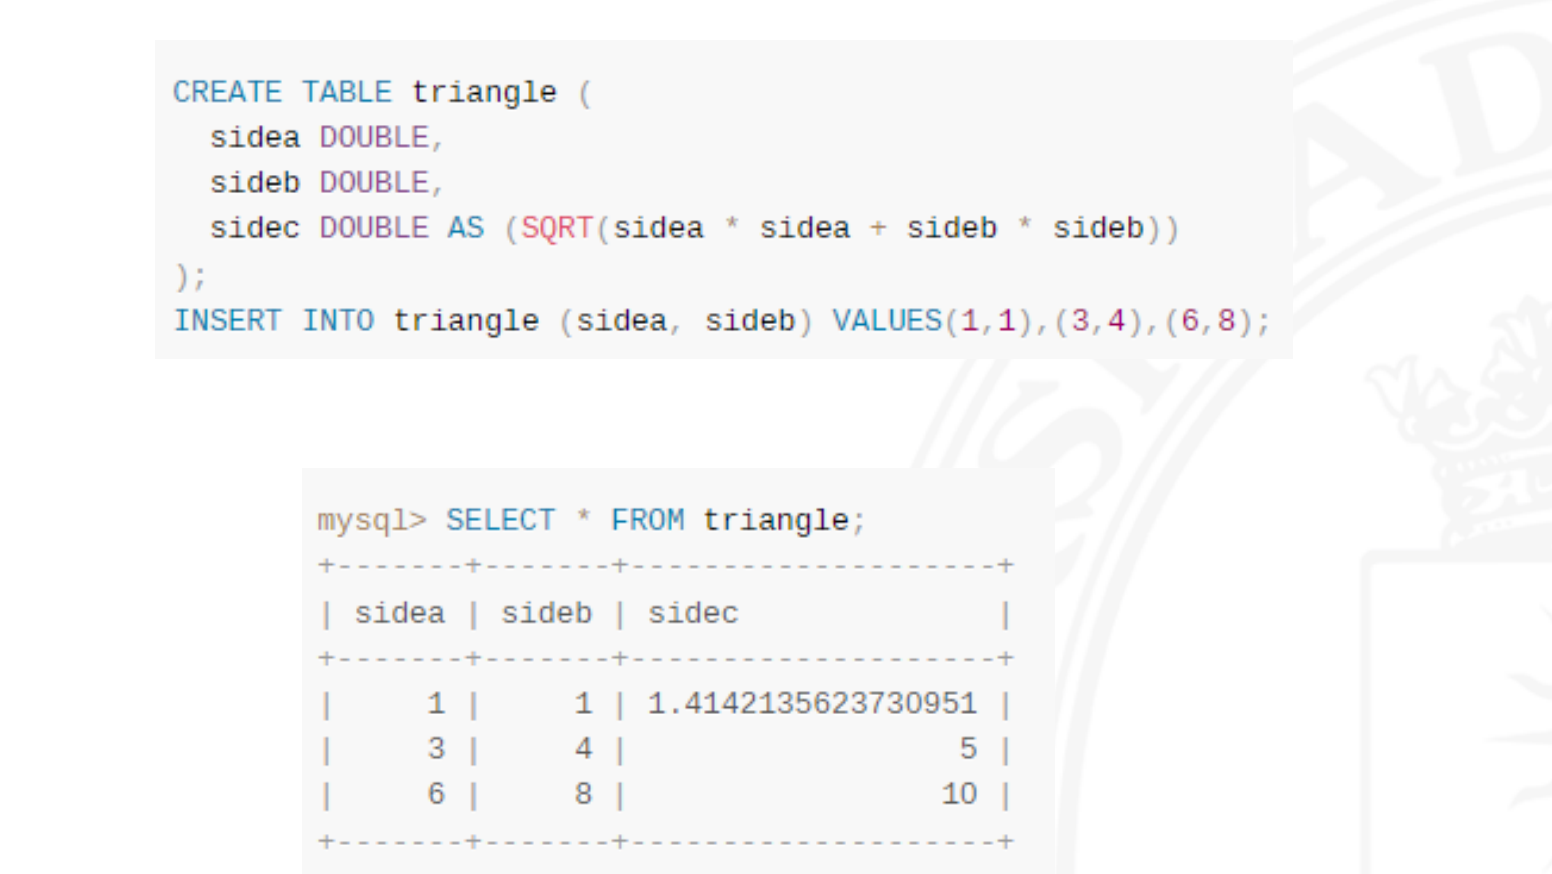 CREATE TABLE triangle (
  sidea DOUBLE,
  sideb DOUBLE,
  sidec DOUBLE AS (SQRT(sidea * sidea + sideb * sideb))
);
INSERT INTO triangle (sidea, sideb) VALUES(1,1),(3,4),(6,8);
mysql> SELECT * FROM triangle;
+-------+-------+--------------------+
| sidea | sideb | sidec              |
+-------+-------+--------------------+
|     1 |     1 | 1.4142135623730951 |
|     3 |     4 |                  5 |
|     6 |     8 |                 10 |
+-------+-------+--------------------+